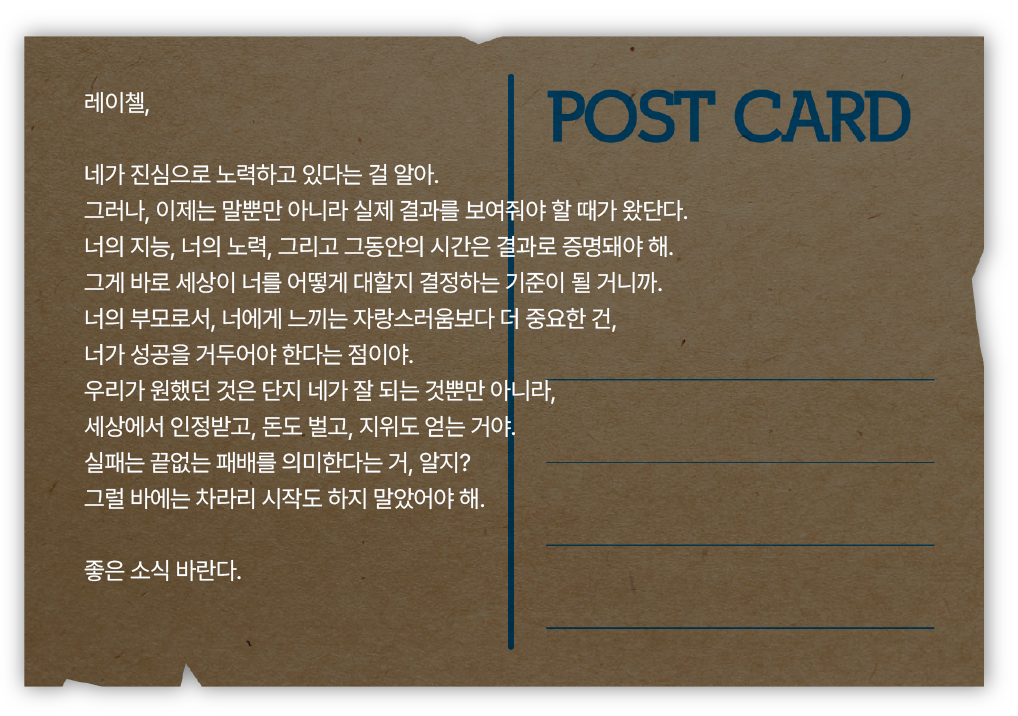 레이첼,
네가 진심으로 노력하고 있다는 걸 알아.
그러나, 이제는 말뿐만 아니라 실제 결과를 보여줘야 할 때가 왔단다.
너의 지능, 너의 노력, 그리고 그동안의 시간은 결과로 증명돼야 해.
그게 바로 세상이 너를 어떻게 대할지 결정하는 기준이 될 거니까.
너의 부모로서, 너에게 느끼는 자랑스러움보다 더 중요한 건,
너가 성공을 거두어야 한다는 점이야.
우리가 원했던 것은 단지 네가 잘 되는 것뿐만 아니라,
세상에서 인정받고, 돈도 벌고, 지위도 얻는 거야.
실패는 끝없는 패배를 의미한다는 거, 알지?
그럴 바에는 차라리 시작도 하지 말았어야 해.
좋은 소식 바란다.
POST CARD